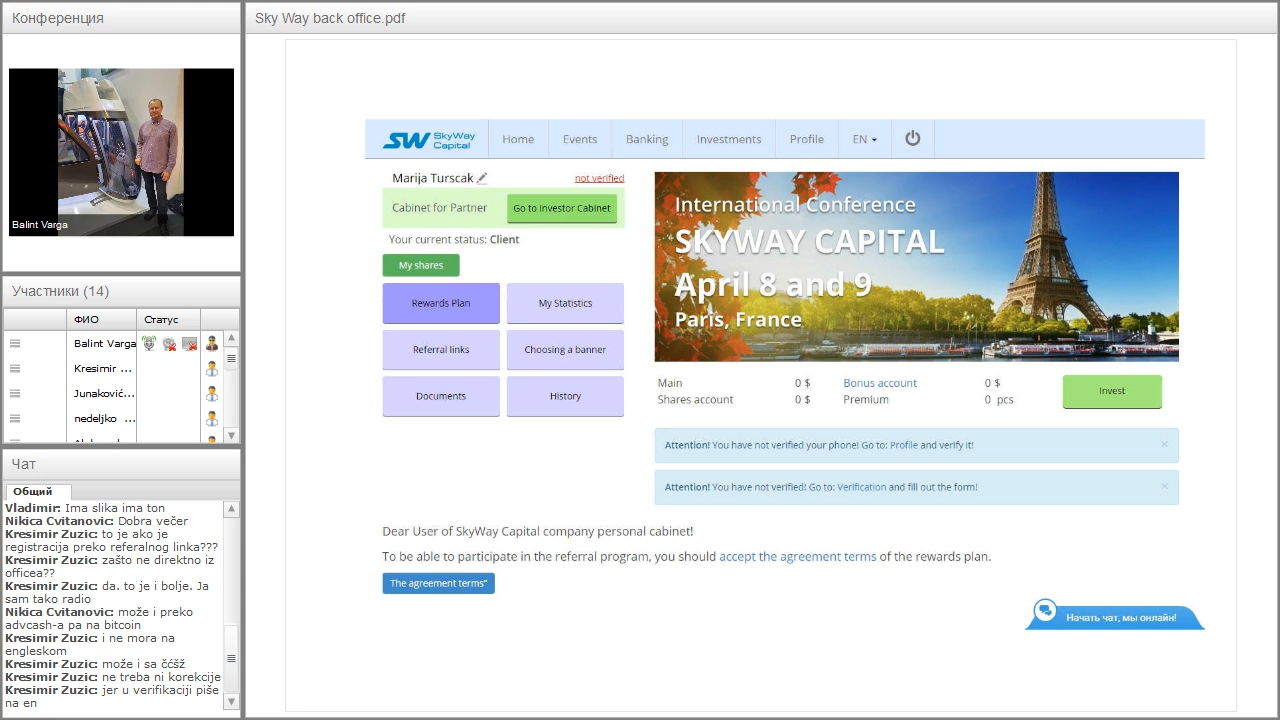 Конференция
Balint Varga
Участники (14)
ФИО
Статус
Balint Varga
Kresimir ...
Junaković...
nedeljko ...
Чат
Общий
Vladimir: Ima slika ima ton
Nikica Cvitanovic: Dobra večer
Kresimir Zuzic: to je ako je
registracija preko referalnog linka???
Kresimir Zuzic: zašto ne direktno iz
officea??
Kresimir Zuzic: da. to je i bolje. Ja
sam tako radio
Nikica Cvitanovic: može i preko
advcash-a pa na bitcoin
Kresimir Zuzic: i ne mora na
engleskom
Kresimir Zuzic: može i sa čćšž
Kresimir Zuzic: ne treba ni korekcije
Kresimir Zuzic: jer u verifikaciji piše
na en
Sky Way back office.pdf
SW SkyWay
Capital
Home
Events
Banking
Investments
Profile
EN
Marija Turscak
not verified
Cabinet for Partner
Go to Investor Cabinet
Your current status: Client
My shares
Rewards Plan
My Statistics
Referral links
Choosing a banner
Documents
History
International Conference
SKYWAY CAPITAL
April 8 and 9
Paris, France
Main 0 $ Bonus account 0 $
Shares account 0 $ Premium 0 pcs
Invest
Attention! You have not verified your phone! Go to: Profile and verify it! ×
Attention! You have not verified! Go to: Verification and fill out the form! ×
Dear User of SkyWay Capital company personal cabinet!
To be able to participate in the referral program, you should accept the agreement terms of the rewards plan.
The agreement terms"
Начать чат, мы онлайн!